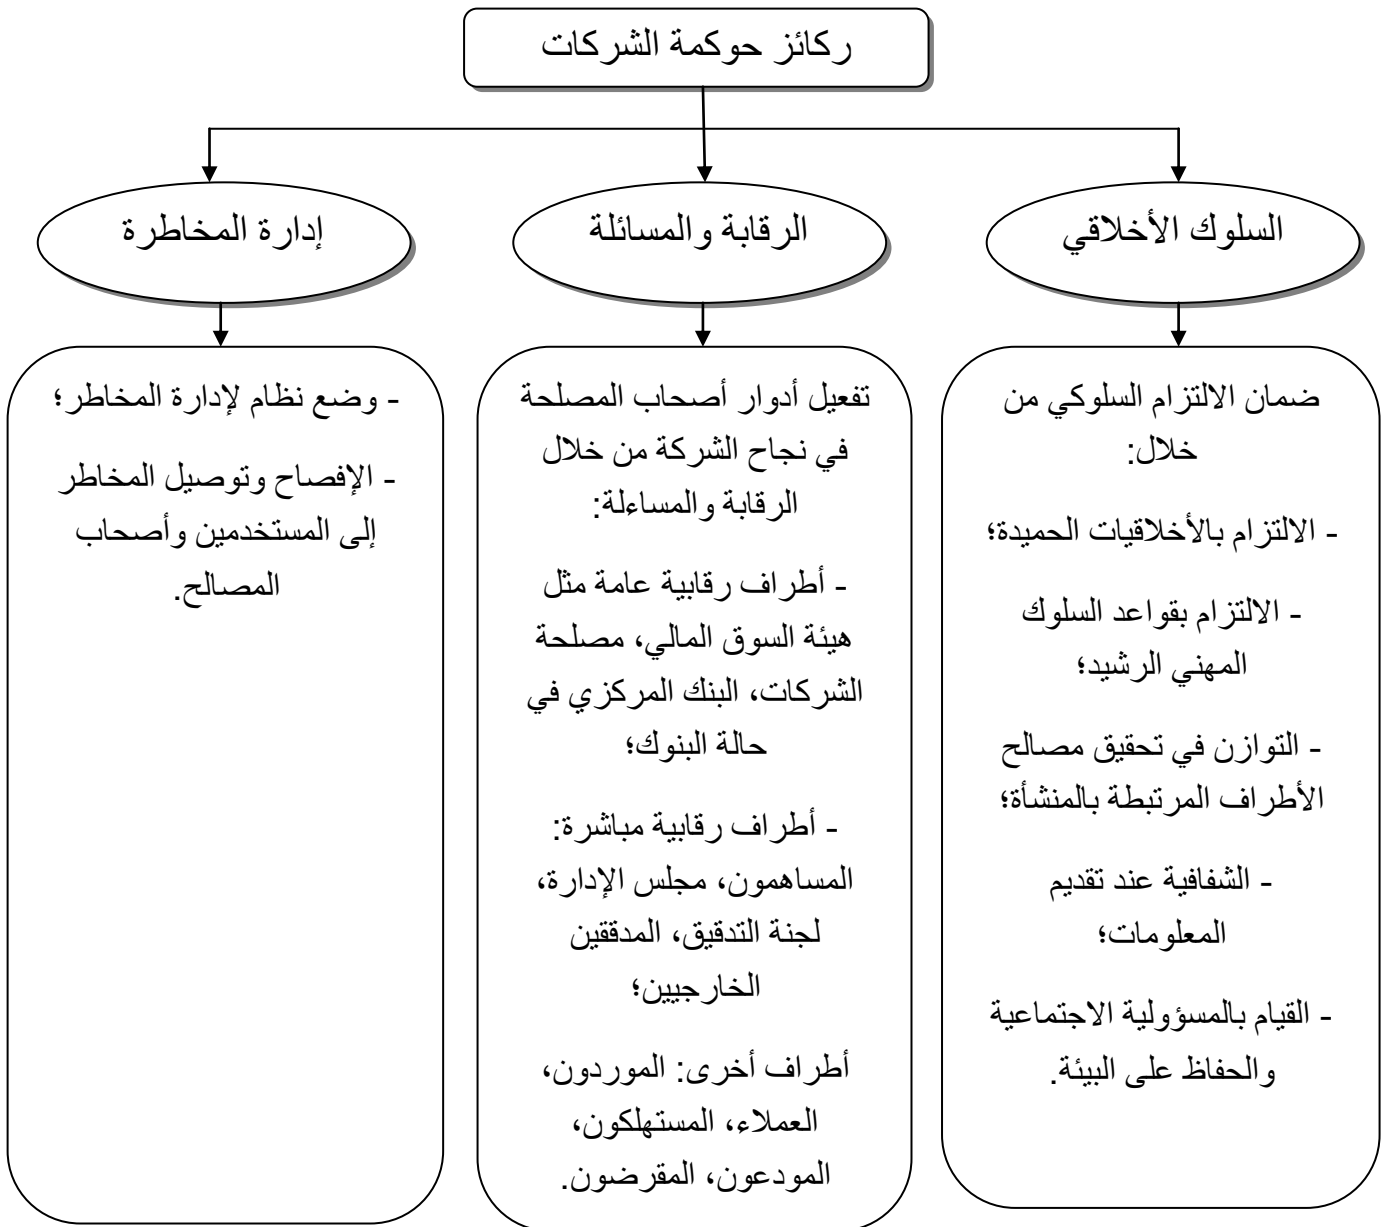 ركائز حوكمة الشركات
السلوك الأخلاقي
الرقابة والمسائلة
إدارة المخاطرة
ضمان الالتزام السلوكي من
خلال:
- الالتزام بالأخلاقيات الحميدة؛
- الالتزام بقواعد السلوك
المهني الرشيد؛
- التوازن في تحقيق مصالح
الأطراف المرتبطة بالمنشأة؛
- الشفافية عند تقديم
المعلومات؛
- القيام بالمسؤولية الاجتماعية
والحفاظ على البيئة.
تفعيل أدوار أصحاب المصلحة
في نجاح الشركة من خلال
الرقابة والمساءلة:
- أطراف رقابية عامة مثل
هيئة السوق المالي، مصلحة
الشركات، البنك المركزي في
حالة البنوك؛
- أطراف رقابية مباشرة:
المساهمون، مجلس الإدارة،
لجنة التدقيق، المدققين
الخارجيين؛
أطراف أخرى: الموردون،
العملاء، المستهلكون،
المودعون، المقرضون.
- وضع نظام لإدارة المخاطر؛
- الإفصاح وتوصيل المخاطر
إلى المستخدمين وأصحاب
المصالح.